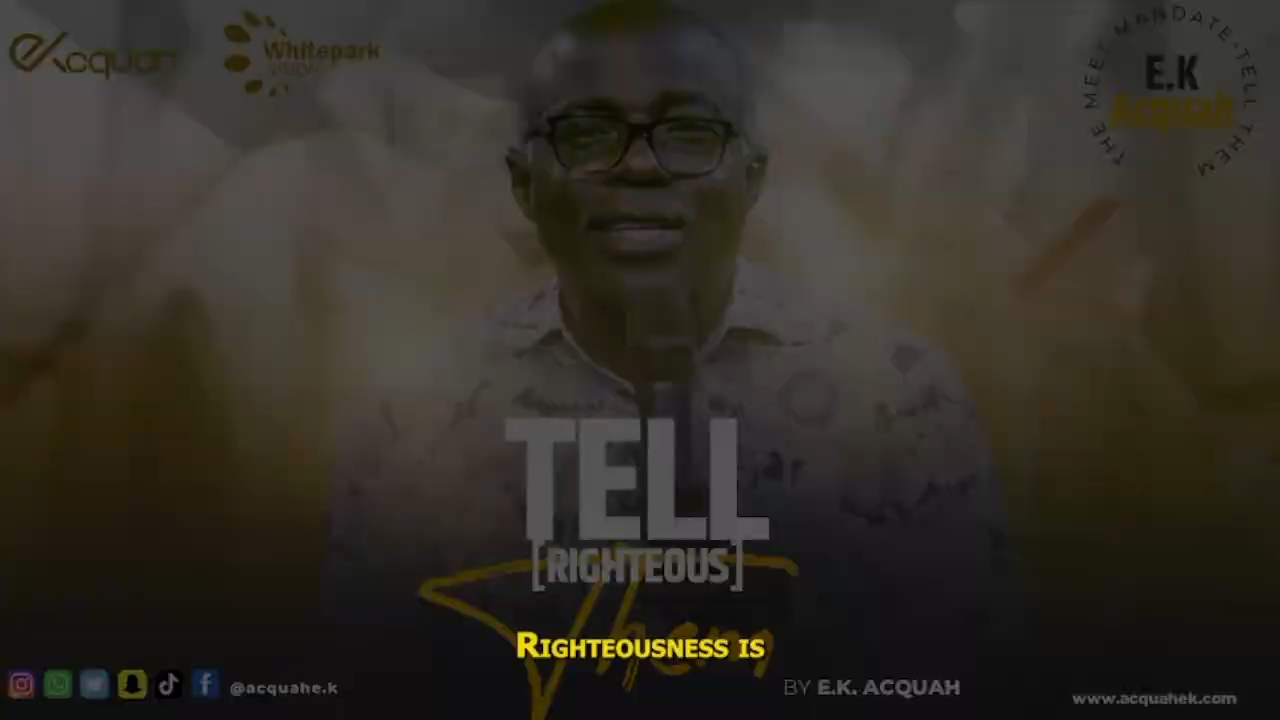 eAcquah
Whitepark
THE MEET MANDATE•TELL THEM
E.K
Acquah
TELL
[RIGHTEOUS]
Them
RIGHTEOUSNESS IS
@acquahe.k
BY E.K. ACQUAH
www.acquahek.com